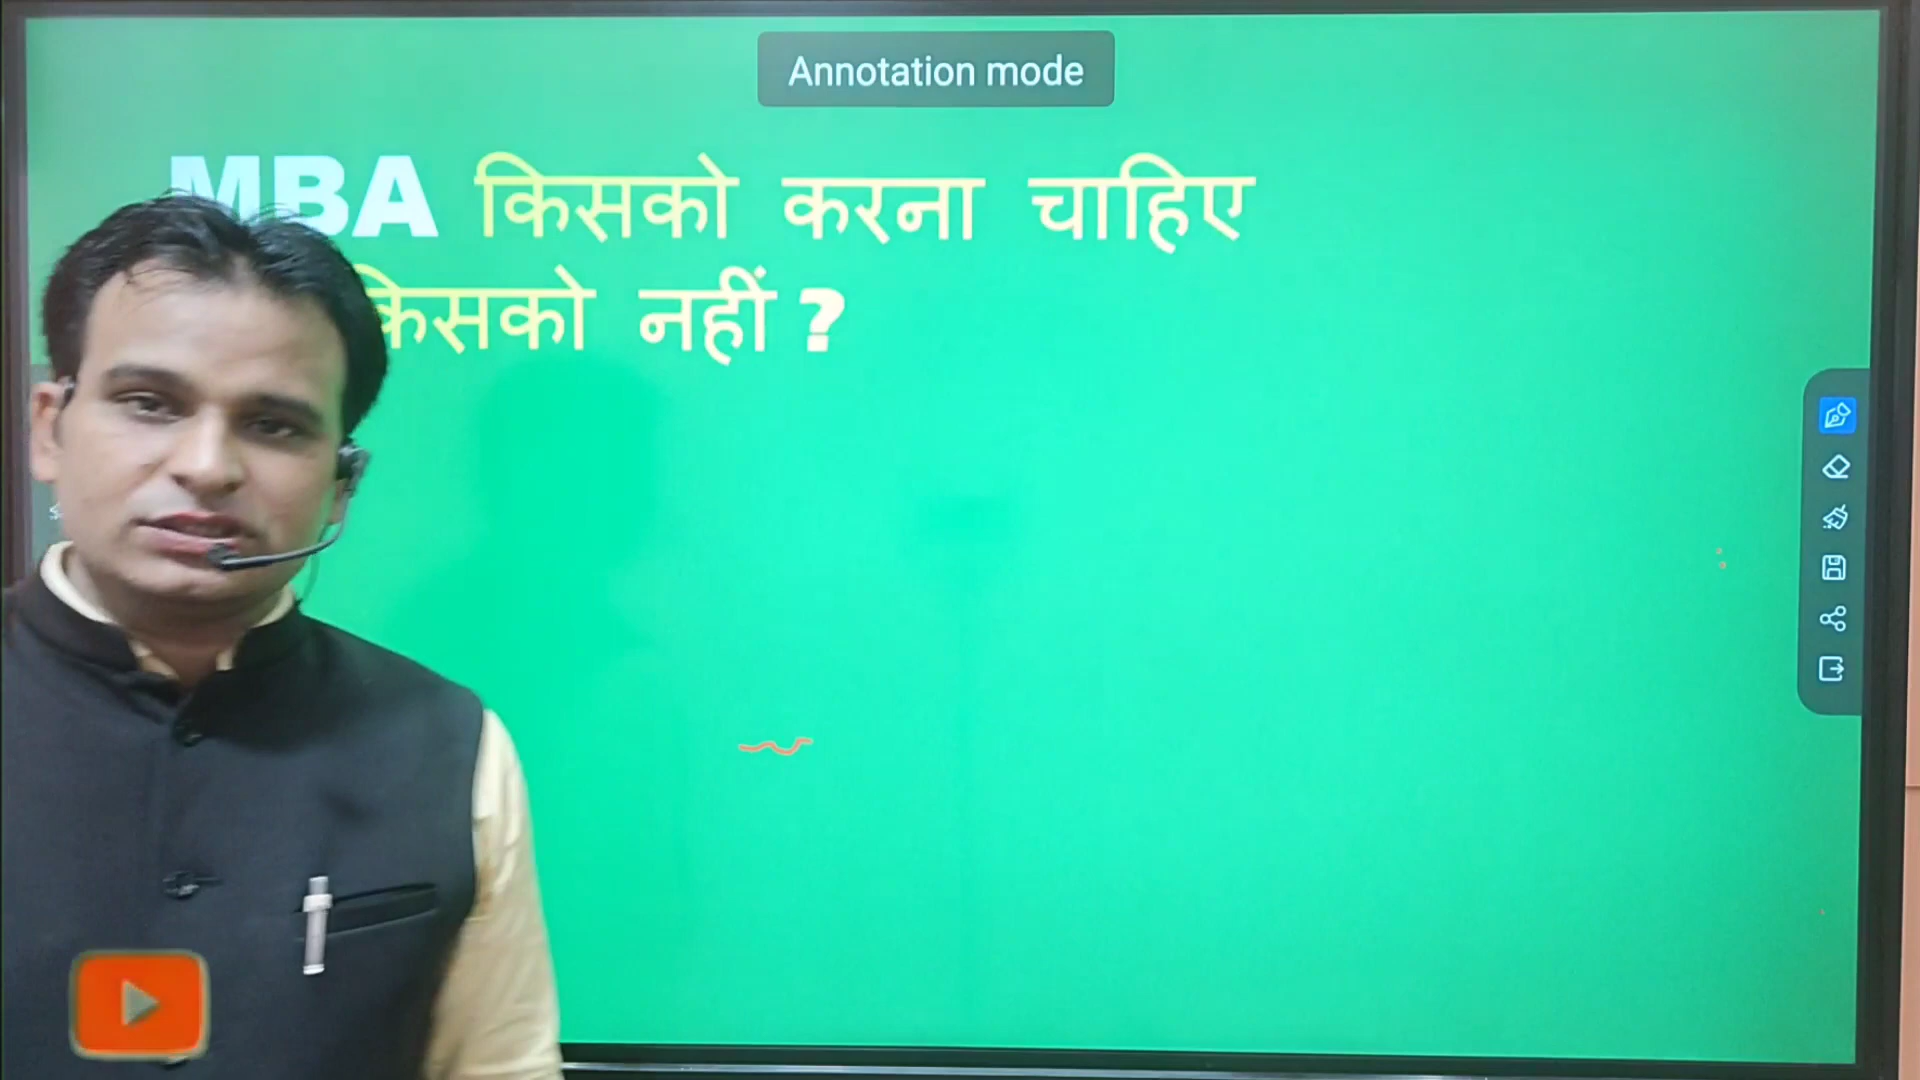 Annotation mode
MBA किसको करना चाहिए
किसको नहीं ?